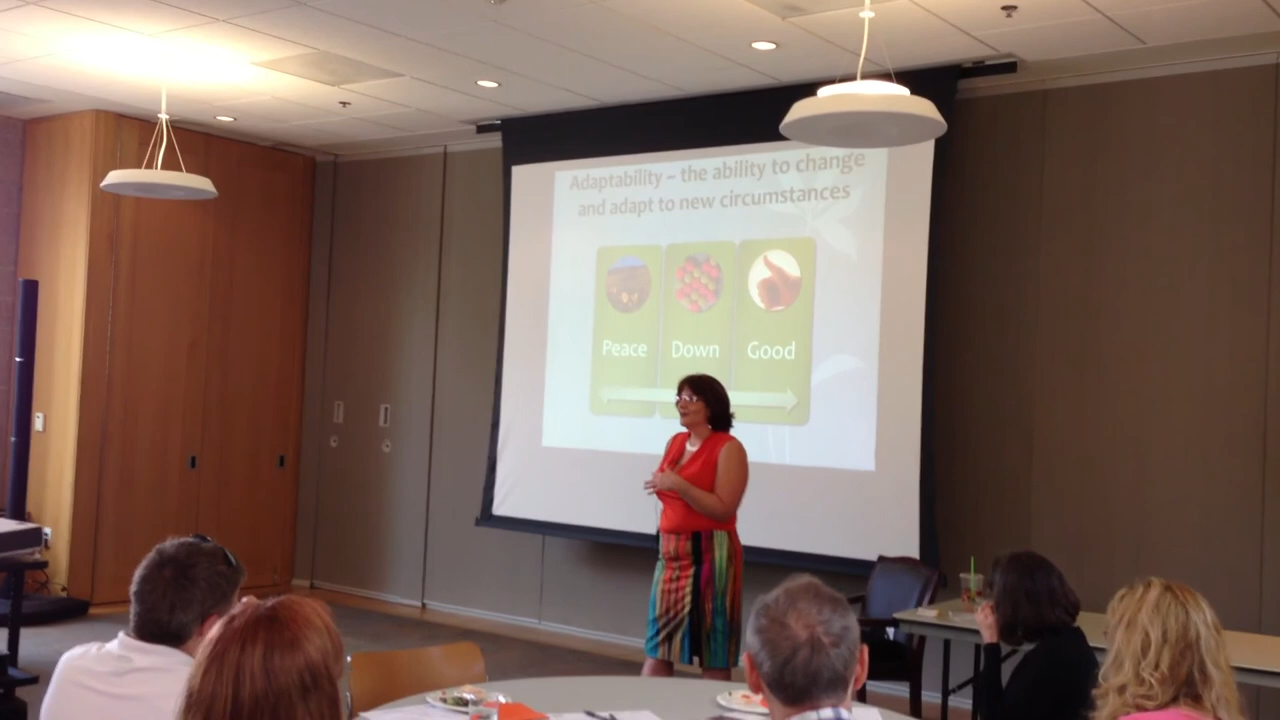 Adaptability – the ability to change
and adapt to new circumstances
Peace Down Good